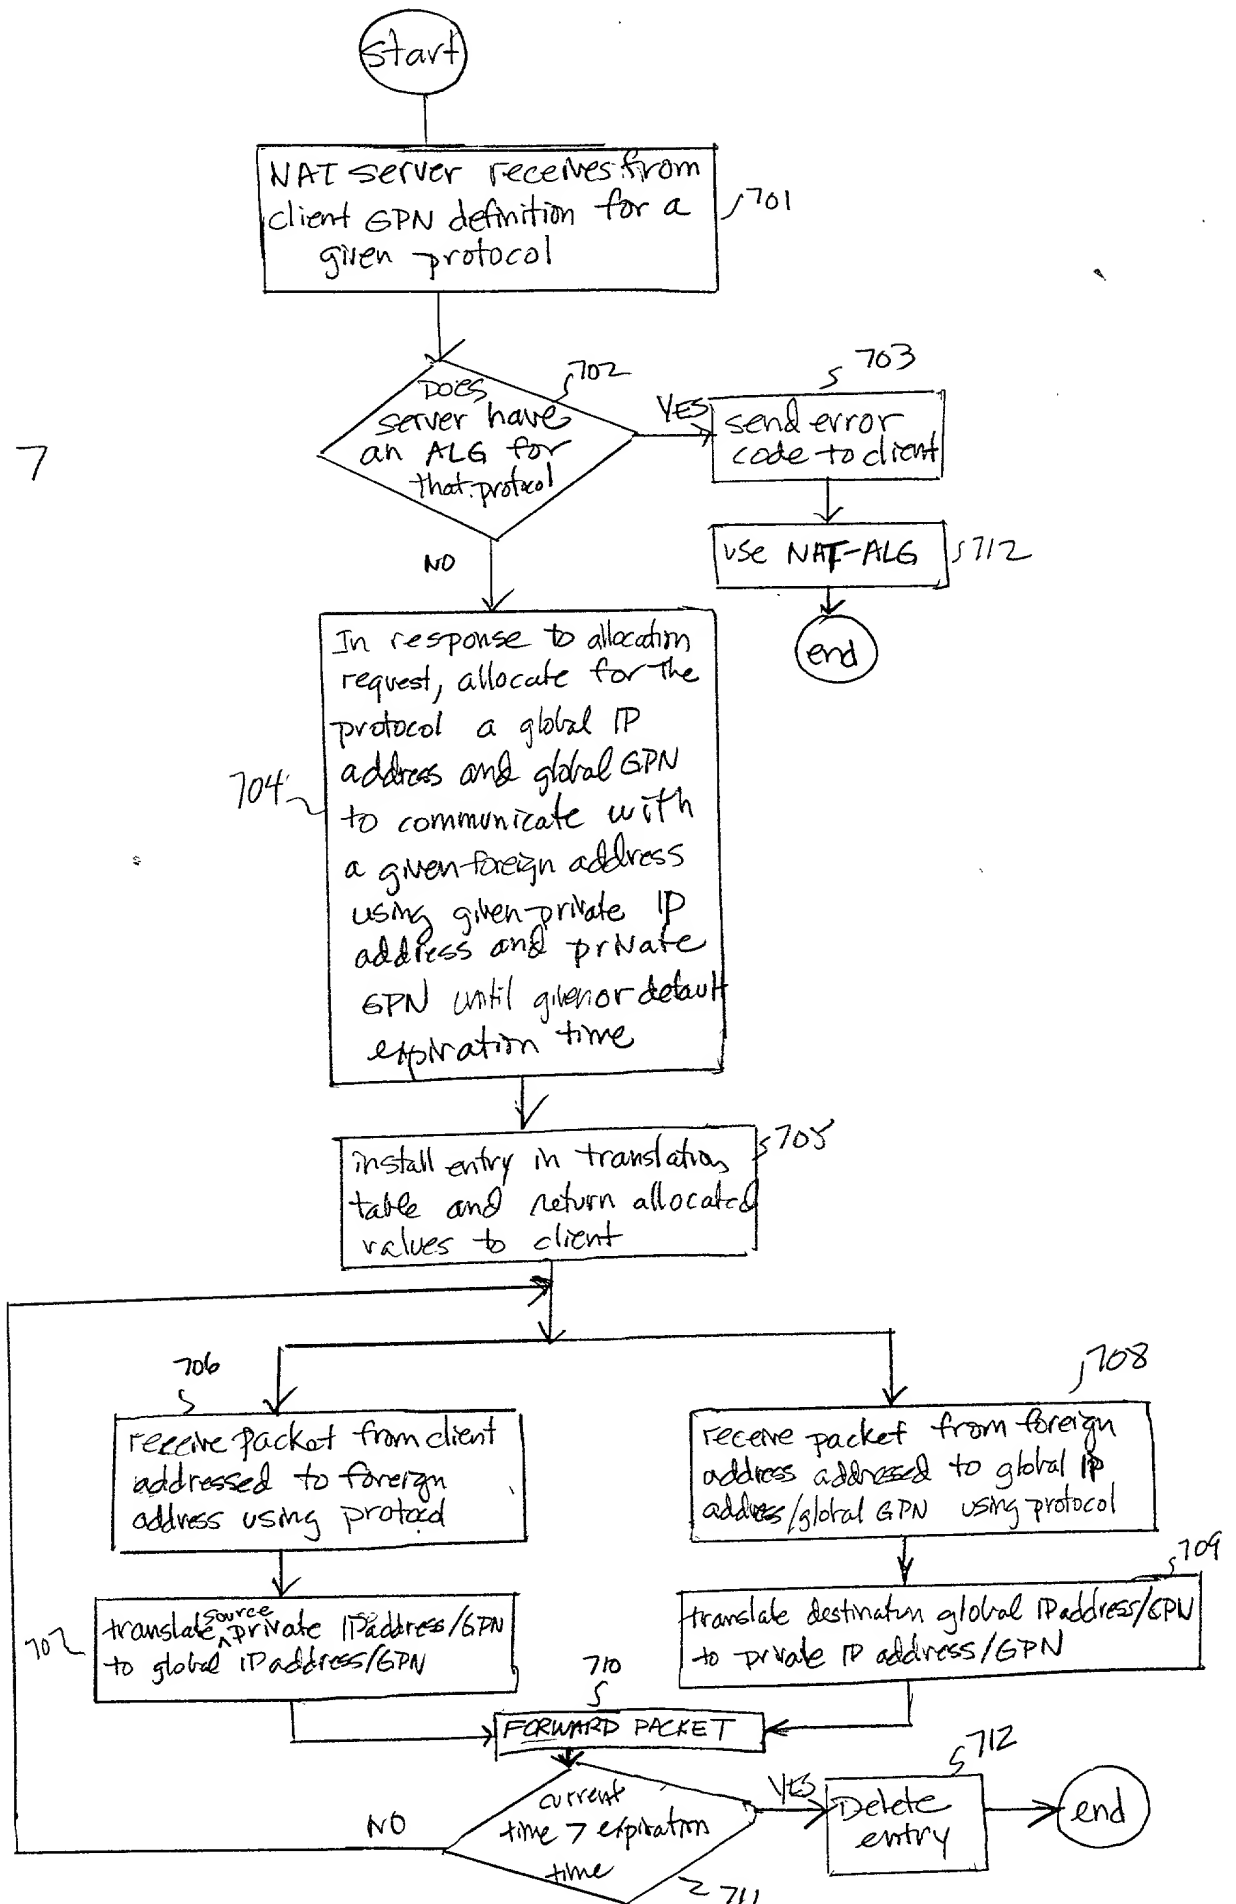 start
NAT server receives from
client GPN definition for a
given protocol
701
DOES
server have
an ALG for
that protocol
702
YES
703
send error
code to client
use NAT-ALG
712
end
7
NO
In response to allocation
request, allocate for the
protocol a global IP
address and global GPN
to communicate with
a given foreign address
using given private IP
address and private
GPN until given or default
expiration time
704
install entry in translation
table and return allocated
values to client
705
706
receive packet from client
addressed to foreign
address using protocol
708
receive packet from foreign
address addressed to global IP
address/global GPN using protocol
707
translate source private IP address/GPN
to global IP address/GPN
709
translate destination global IP address/GPN
to private IP address/GPN
710
FORWARD PACKET
current
time > expiration
time
711
NO
YES
712
Delete
entry
end